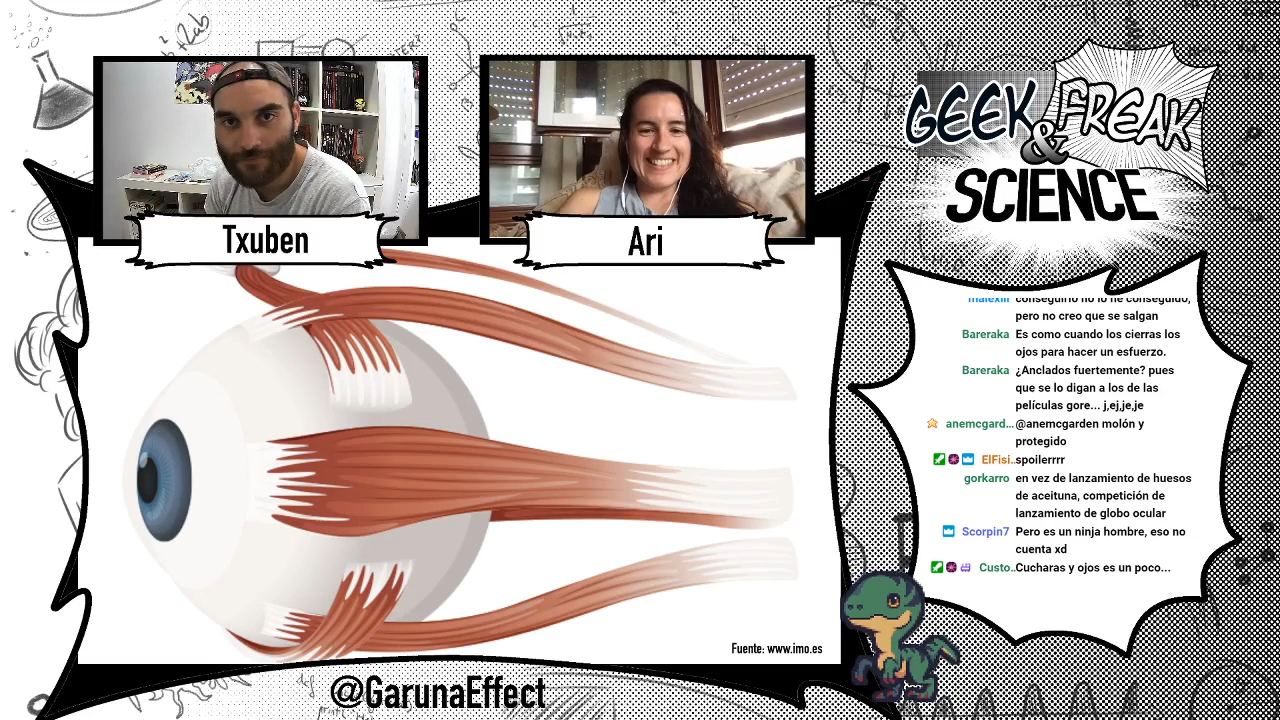 GEEK
&
FREAK
SCIENCE
Txuben
Ari
conseguirlo no lo he conseguido,
pero no creo que se salgan
Bareraka Es como cuando los cierras los
ojos para hacer un esfuerzo.
Bareraka ¿Anclados fuertemente? pues
que se lo digan a los de las
películas gore... j,ej,je,je
anemcgard... @anemcgarden molón y
protegido
ElFisi.. spoilerrrr
gorkarro en vez de lanzamiento de huesos
de aceituna, competición de
lanzamiento de globo ocular
Scorpin7 Pero es un ninja hombre, eso no
cuenta xd
Custo.. Cucharas y ojos es un poco...
Fuente: www.imo.es
@GarunaEffect